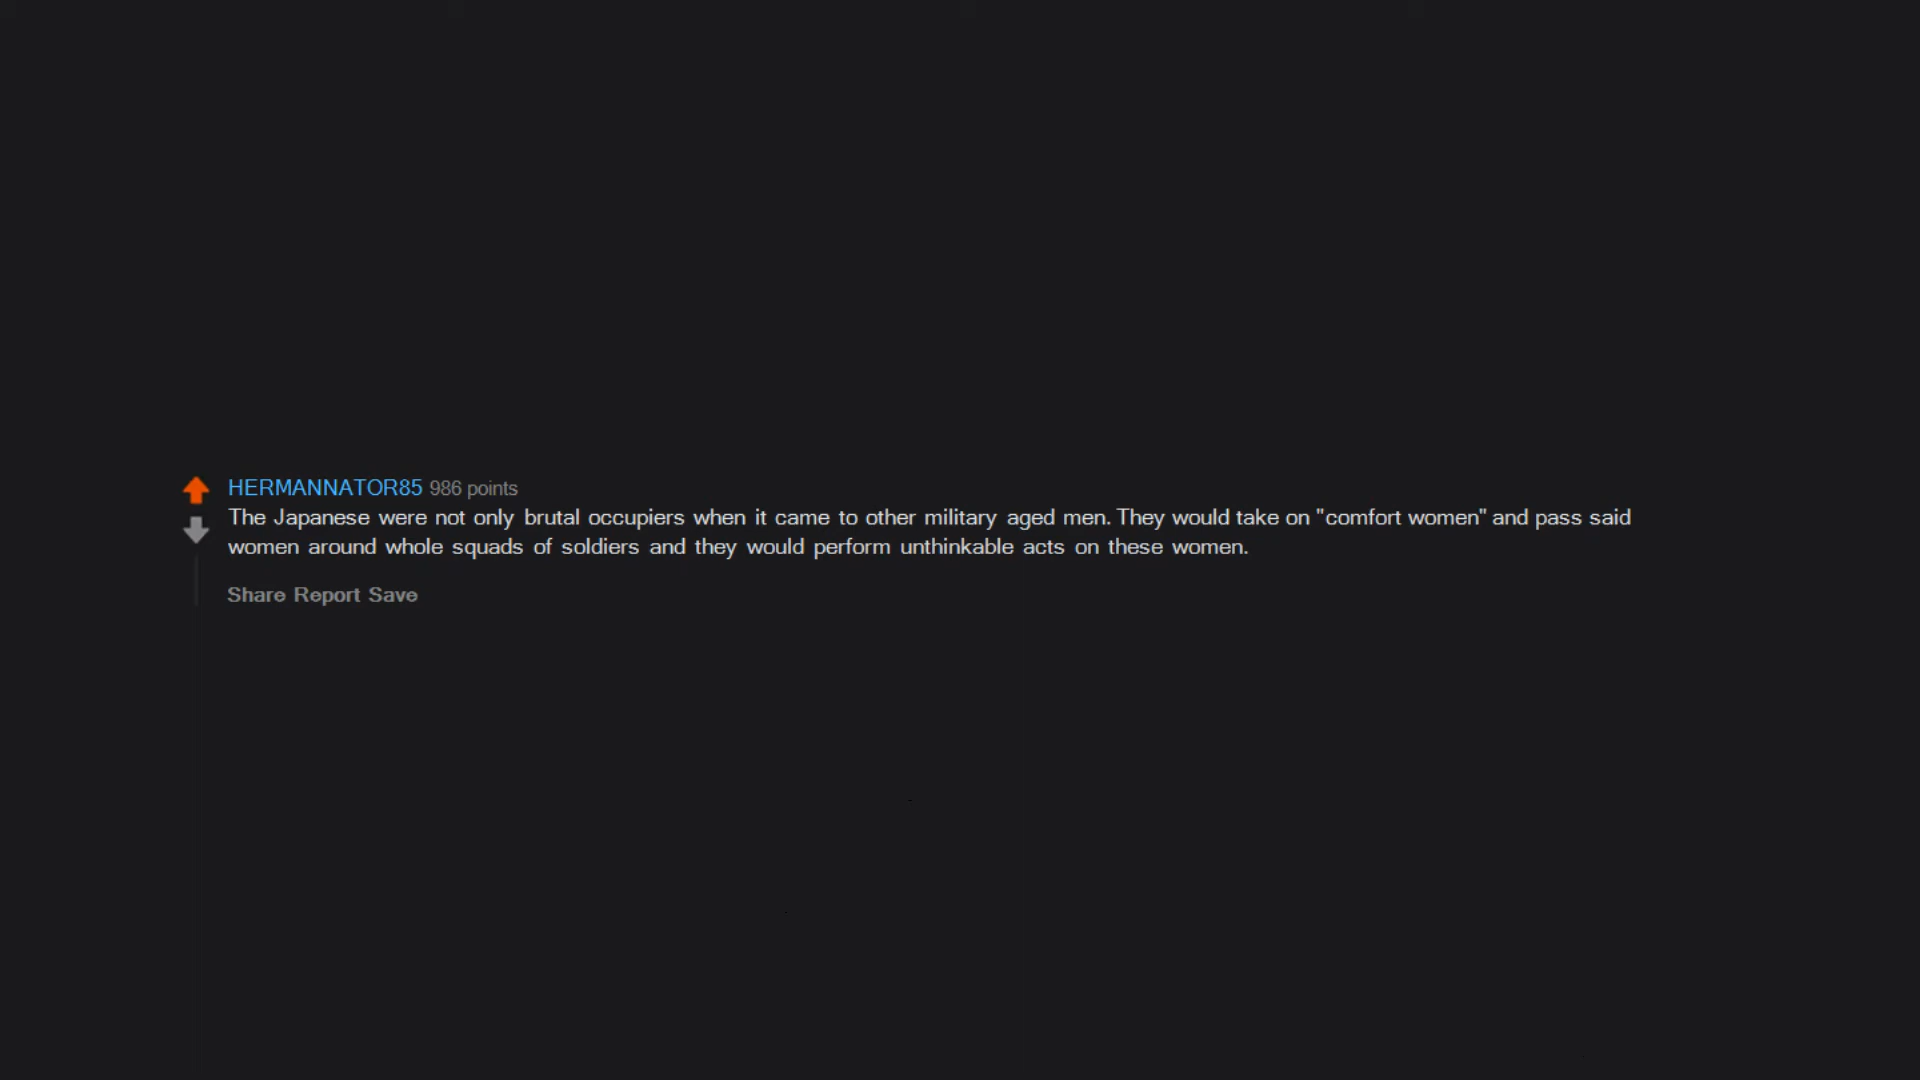 HERMANNATOR85 986 points
The Japanese were not only brutal occupiers when it came to other military aged men. They would take on "comfort women" and pass said
women around whole squads of soldiers and they would perform unthinkable acts on these women.
Share Report Save